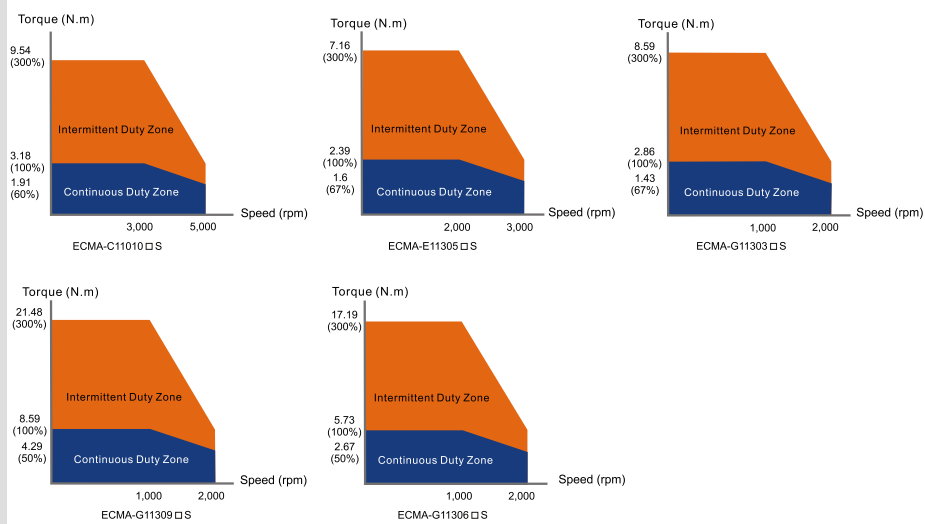 Torque (N.m)
9.54
(300%)
Intermittent Duty Zone
3.18
(100%)
1.91
(60%)
Continuous Duty Zone
Speed (rpm)
3,000 5,000
ECMA-C11010□S
Torque (N.m)
7.16
(300%)
Intermittent Duty Zone
2.39
(100%)
1.6
(67%)
Continuous Duty Zone
Speed (rpm)
2,000 3,000
ECMA-E11305□S
Torque (N.m)
8.59
(300%)
Intermittent Duty Zone
2.86
(100%)
1.43
(67%)
Continuous Duty Zone
Speed (rpm)
1,000 2,000
ECMA-G11303□S
Torque (N.m)
21.48
(300%)
Intermittent Duty Zone
8.59
(100%)
4.29
(50%)
Continuous Duty Zone
Speed (rpm)
1,000 2,000
ECMA-G11309□S
Torque (N.m)
17.19
(300%)
Intermittent Duty Zone
5.73
(100%)
2.67
(50%)
Continuous Duty Zone
Speed (rpm)
1,000 2,000
ECMA-G11306□S